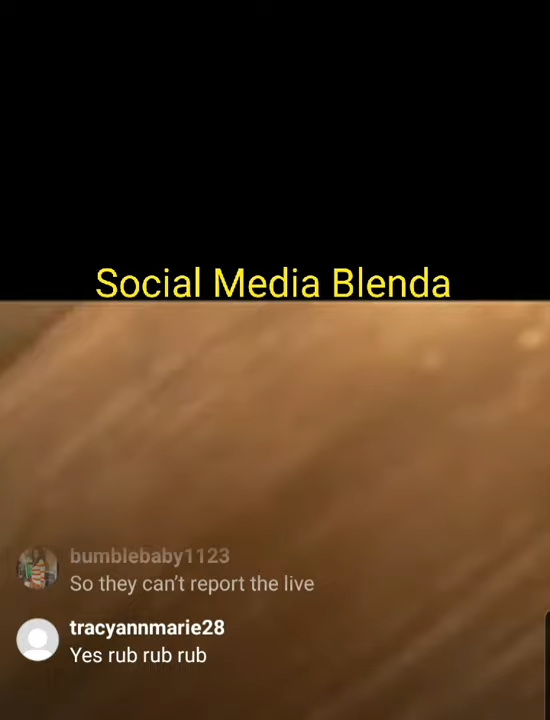 Social Media Blenda
bumblebaby1123
So they can't report the live
tracyannmarie28
Yes rub rub rub